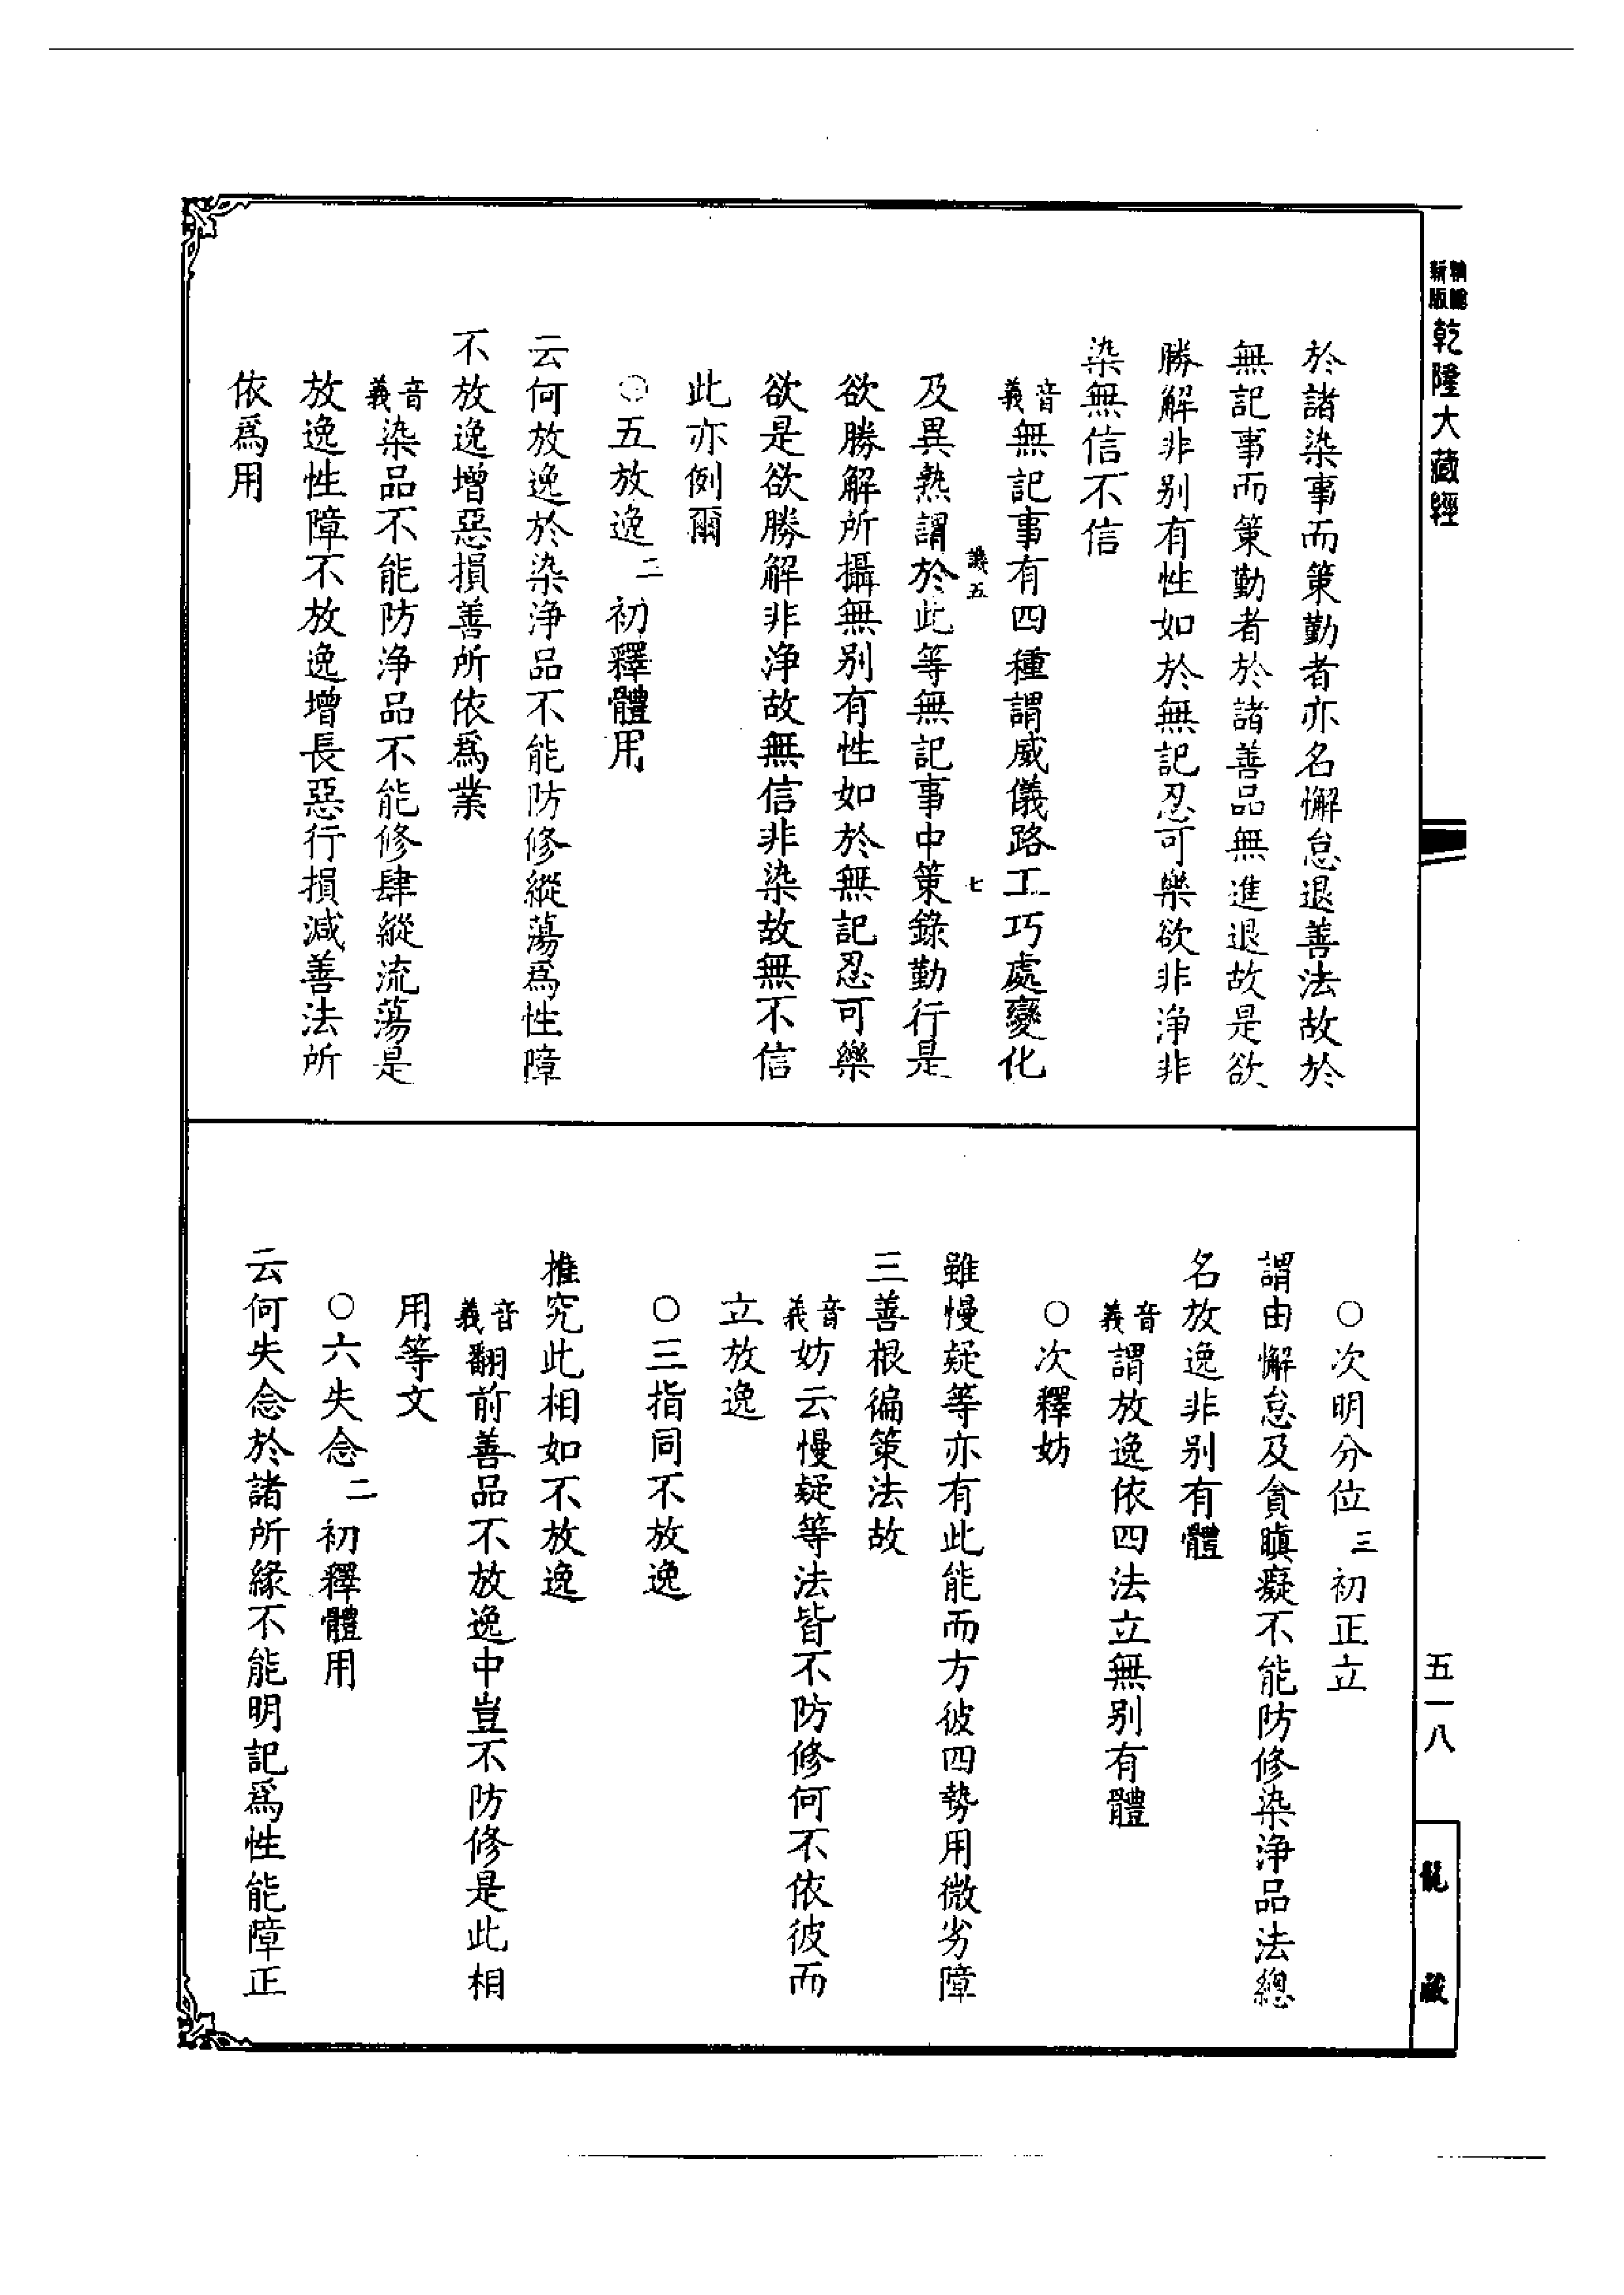 精縮新版
乾隆大藏經
於諸染事而策勤者亦名懈怠退善法故於
無記事而策勤者於諸善品無進退故是欲
勝解非别有性如於無記忍可樂欲非淨非
染無信不信
音義無記事有四種謂威儀路工巧處變化
義五 七
及異熟謂於此等無記事中策錄勤行是
欲勝解所攝無别有性如於無記忍可樂
欲是欲勝解非淨故無信非染故無不信
此亦例爾
○五放逸二 初釋體用
云何放逸於染淨品不能防修縱蕩爲性障
不放逸增惡損善所依爲業
音義染品不能防淨品不能修肆縱流蕩是
放逸性障不放逸增長惡行損減善法所
依爲用
○次明分位三 初正立
謂由懈怠及貪瞋癡不能防修染淨品法總
名放逸非别有體
音義謂放逸依四法立無别有體
○次釋妨
雖慢疑等亦有此能而方彼四勢用微劣障
三善根徧策法故
音義妨云慢疑等法皆不防修何不依彼而
立放逸
○三指同不放逸
推究此相如不放逸
音義翻前善品不放逸中豈不防修是此相
用等文
○六失念二 初釋體用
云何失念於諸所緣不能明記爲性能障正
五一八
龍藏